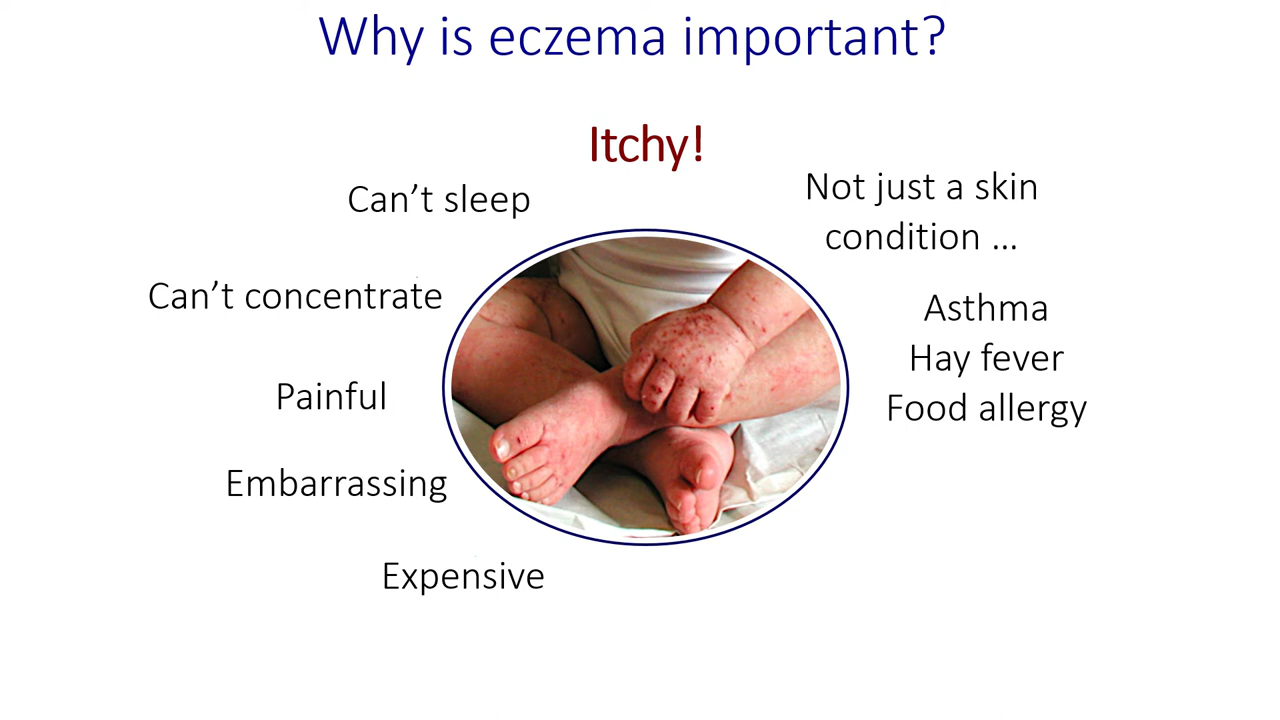 Why is eczema important?
Itchy!
Can’t sleep
Can’t concentrate
Painful
Embarrassing
Expensive
Not just a skin
condition ...
Asthma
Hay fever
Food allergy